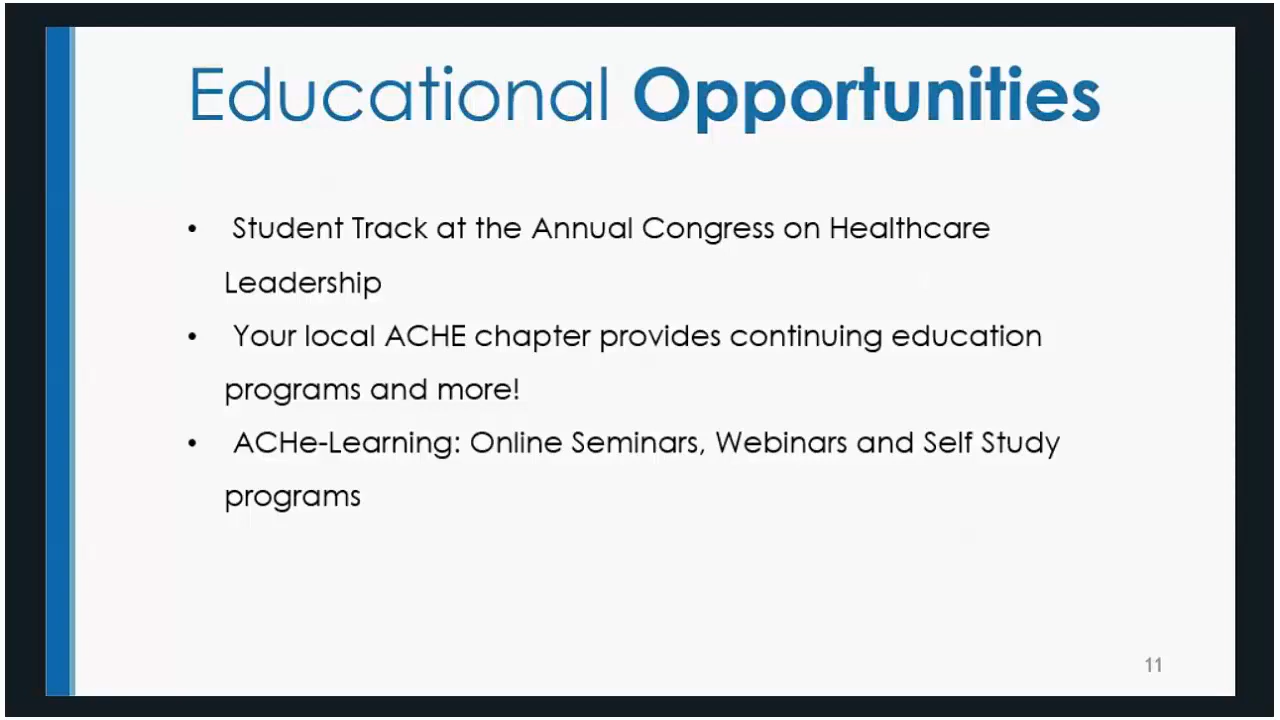 Educational Opportunities
• Student Track at the Annual Congress on Healthcare
Leadership
• Your local ACHE chapter provides continuing education
programs and more!
• ACHe-Learning: Online Seminars, Webinars and Self Study
programs
11